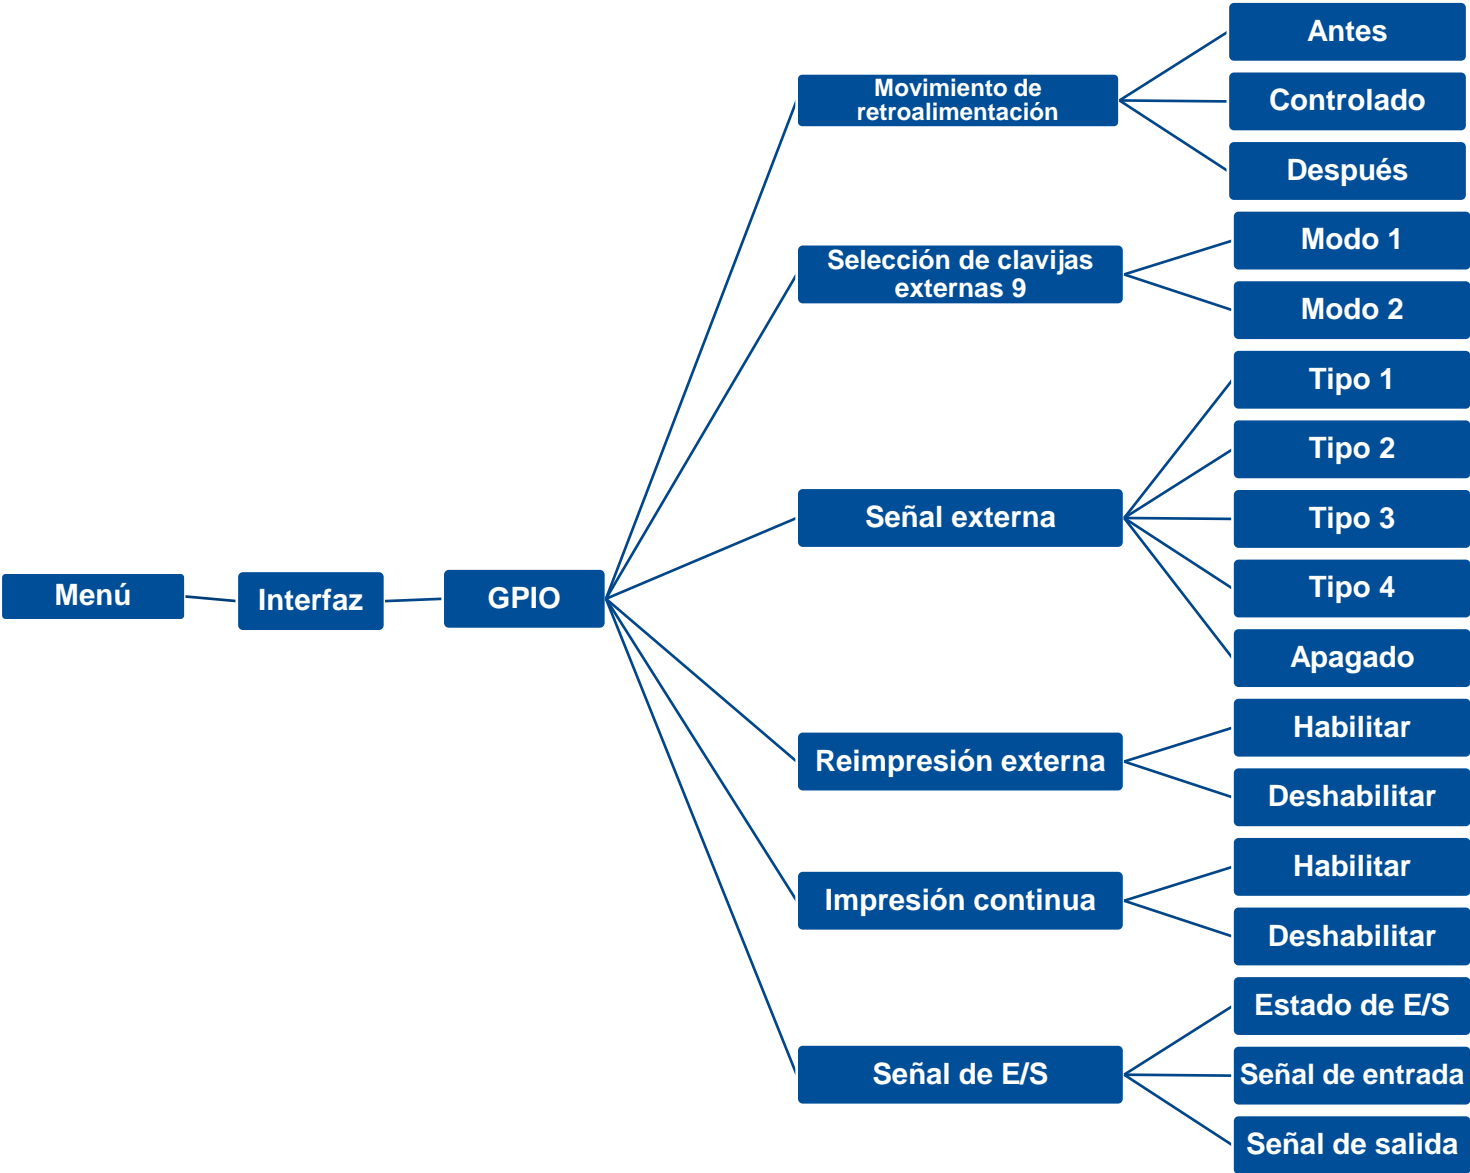 Menú
Interfaz
GPIO
Movimiento de
retroalimentación
Antes
Controlado
Después
Selección de clavijas
externas 9
Modo 1
Modo 2
Señal externa
Tipo 1
Tipo 2
Tipo 3
Tipo 4
Apagado
Reimpresión externa
Habilitar
Deshabilitar
Impresión continua
Habilitar
Deshabilitar
Señal de E/S
Estado de E/S
Señal de entrada
Señal de salida